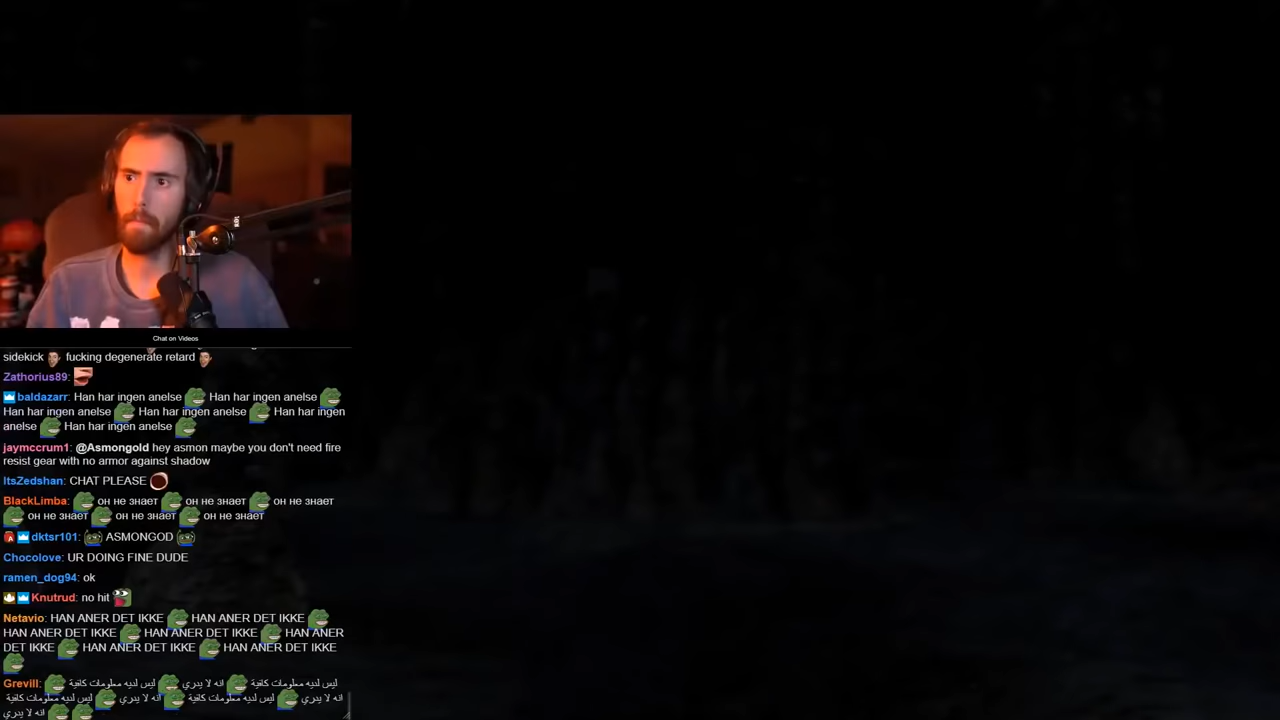 Chat on Videos
sidekick fucking degenerate retard
Zathorius89:
baldazarr: Han har ingen anelse Han har ingen anelse
Han har ingen anelse Han har ingen anelse Han har ingen
anelse Han har ingen anelse
jaymccrum1: @Asmongold hey asmon maybe you don't need fire
resist gear with no armor against shadow
ItsZedshan: CHAT PLEASE
BlackLimba: он не знает он не знает он не знает
он не знает он не знает он не знает
dktsr101: ASMONGOD
Chocolove: UR DOING FINE DUDE
ramen_dog94: ok
Knutrud: no hit
Netavio: HAN ANER DET IKKE HAN ANER DET IKKE
HAN ANER DET IKKE HAN ANER DET IKKE HAN ANER
DET IKKE HAN ANER DET IKKE HAN ANER DET IKKE
Grevill: ليس لديه معلومات كافية انه لا يدري ليس لديه معلومات كافية
انه لا يدري ليس لديه معلومات كافية انه لا يدري ليس لديه معلومات كافية
انه لا يدري